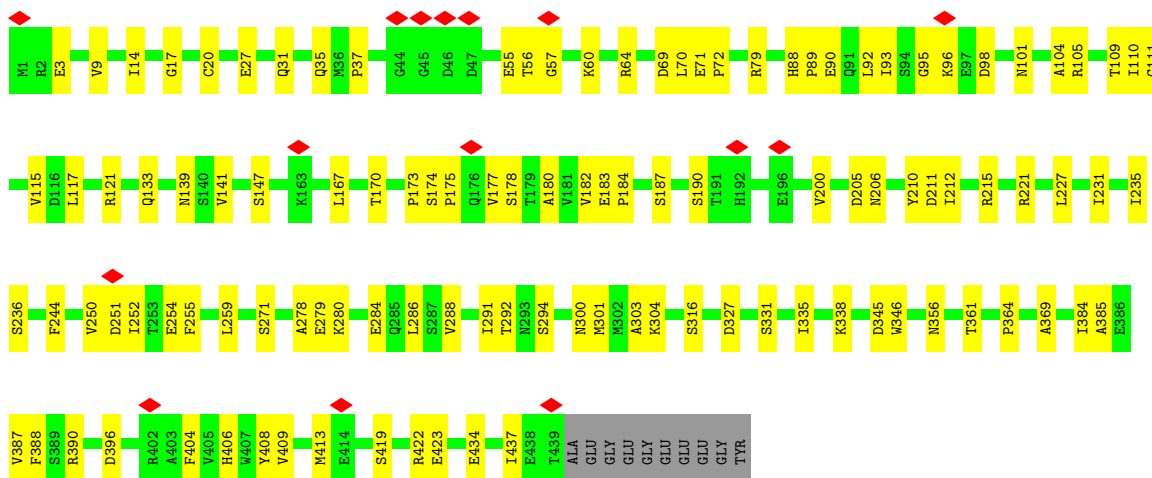 M1 R2 E3 V9 I14 G17 C20 E27 Q31 Q35 M36 P37 G44 G45 D46 D47 E55 T56 G57 K60 R64 D69 L70 E71 P72 R79 H88 P89 E90 Q91 L92 I93 S94 G95 K96 E97 D98 N101 A104 R105 T109 I110 G111
V115 D116 L117 R121 Q133 N139 S140 V141 S147 K163 L167 T170 P173 S174 P175 Q176 V177 S178 T179 A180 V181 V182 E183 P184 S187 S190 T191 H192 E196 V200 D205 N206 Y210 D211 I212 R215 R221 L227 I231 I235
S236 F244 V250 D251 I252 T253 E254 F255 L259 S271 A278 E279 K280 E284 Q285 L286 S287 V288 I291 T292 N293 S294 N300 M301 M302 A303 K304 S316 D327 S331 I335 K338 D345 W346 N356 T361 P364 A369 I384 A385 E386
V387 F388 S389 R390 D396 R402 A403 F404 V405 H406 W407 Y408 V409 M413 E414 S419 R422 E423 E434 I437 E438 T439 ALA GLU GLY GLU GLY GLU GLU GLU GLY TYR